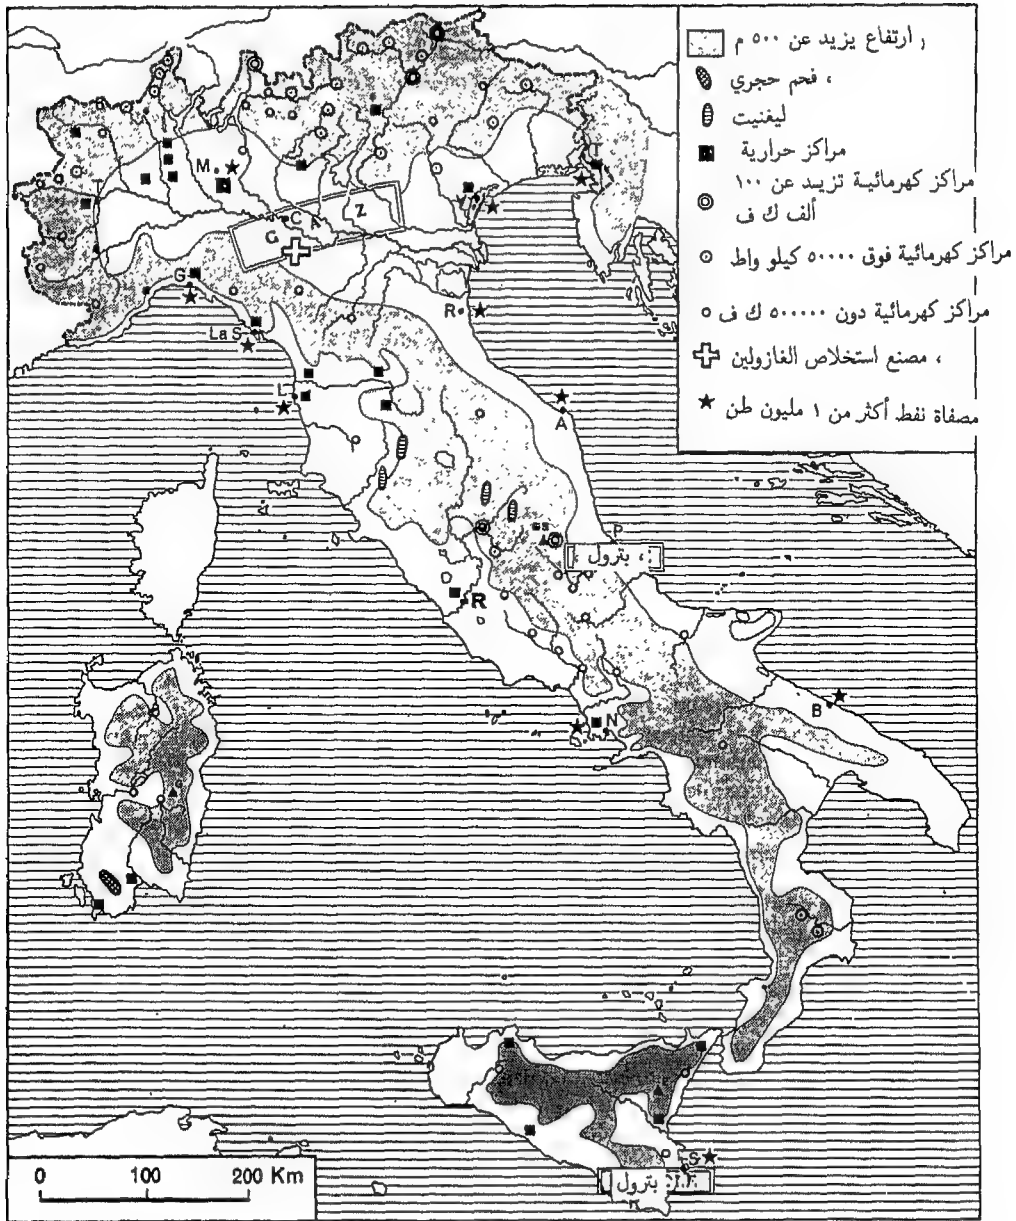 ارتفاع يزيد عن ٥٠٠ م
فحم حجري ،
ليغنيت
مراكز حرارية
مراكز كهرمائية تزيد عن ١٠٠
ألف ك ف
مراكز كهرمائية فوق ٥٠٠٠٠ كيلو واط
مراكز كهرمائية دون ٥٠٠٠٠٠ ك ف
مصنع استخلاص الغازولين ،
مصفاة نفط أكثر من ١ مليون طن
M
T
T
V
C A Z
G
G
R
La S
L
A
P
بترول
R
B
N
S
بترول
R
0 100 200 Km